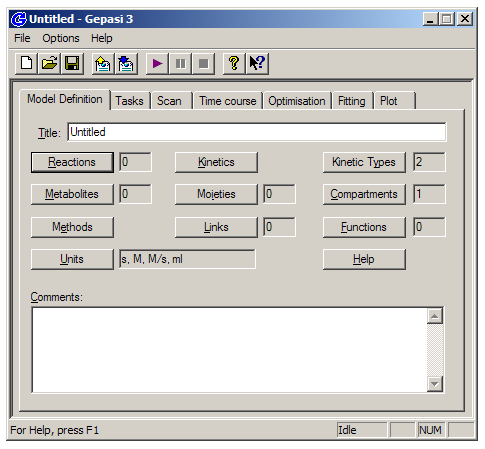 Untitled - Gepasi 3
File Options Help
Model Definition Tasks Scan Time course Optimisation Fitting Plot
Title: Untitled
Reactions 0 Kinetics Kinetic Types 2
Metabolites 0 Moieties 0 Compartments 1
Methods Links 0 Functions 0
Units s, M, M/s, ml Help
Comments:
For Help, press F1 Idle NUM